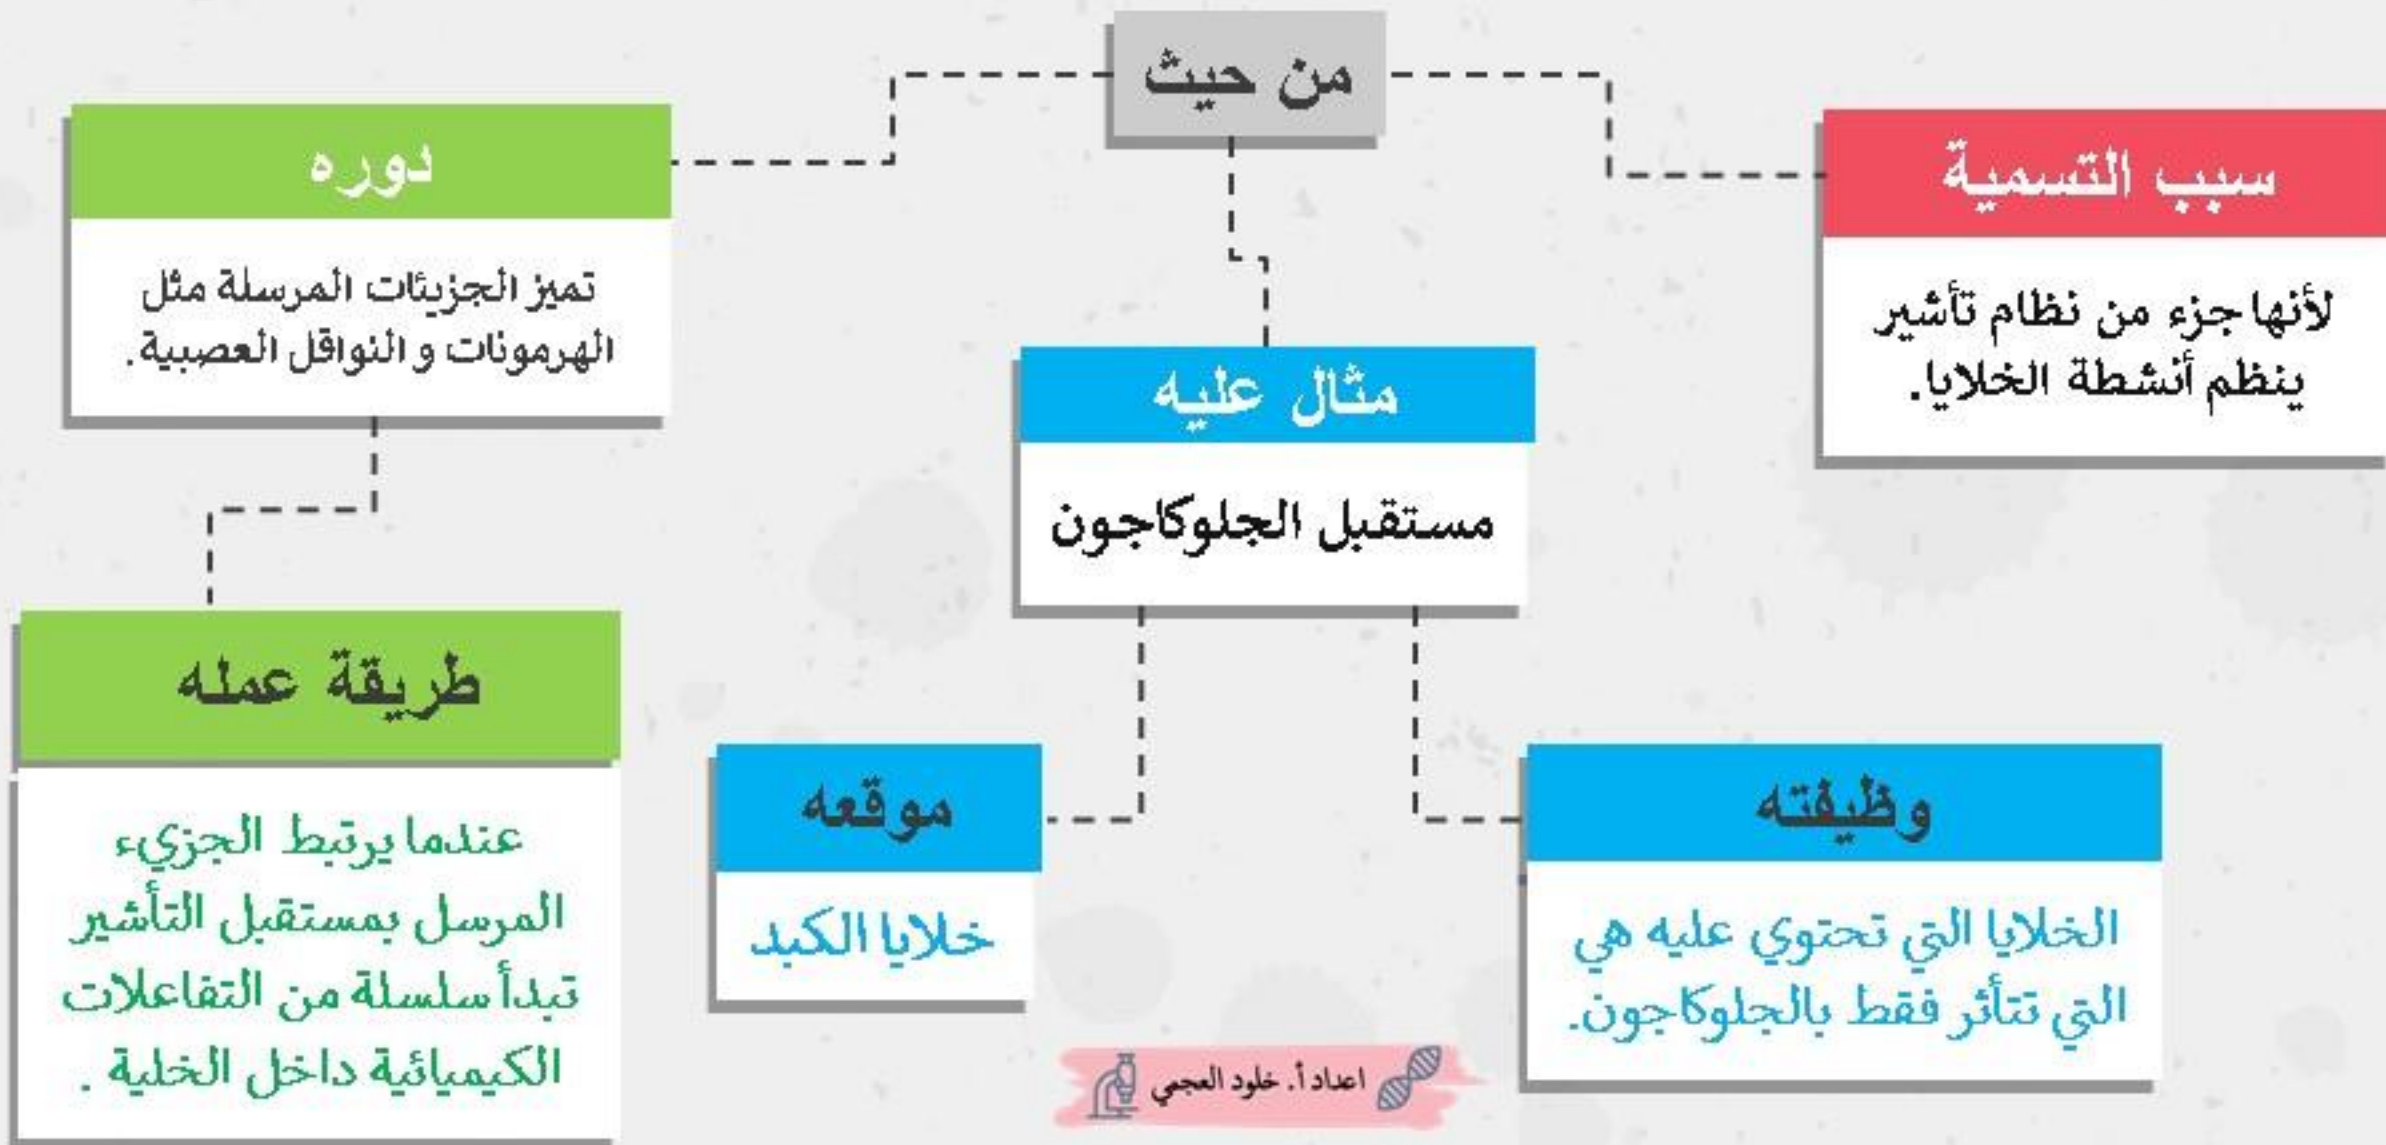 من حيث
سبب التسمية
لأنها جزء من نظام تأشير
ينظم أنشطة الخلايا.
مثال عليه
مستقبل الجلوكاجون
وظيفته
الخلايا التي تحتوي عليه هي
التي تتأثر فقط بالجلوكاجون.
موقعه
خلايا الكبد
دوره
تميز الجزيئات المرسلة مثل
الهرمونات و النواقل العصبية.
طريقة عمله
عندما يرتبط الجزيء
المرسل بمستقبل التأشير
تبدأ سلسلة من التفاعلات
الكيميائية داخل الخلية .
اعداد أ. خلود العجمي